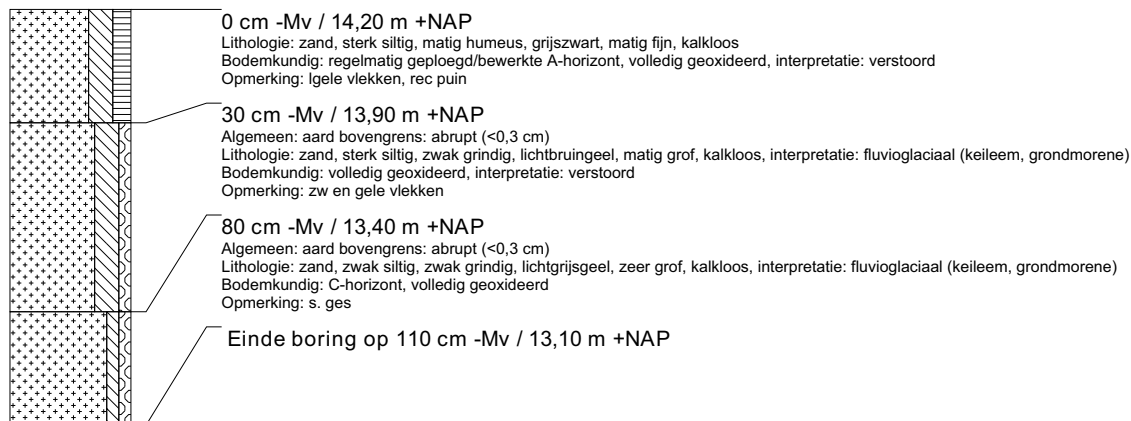 0 cm -Mv / 14,20 m +NAP
Lithologie: zand, sterk siltig, matig humeus, grijszwart, matig fijn, kalkloos
Bodemkundig: regelmatig geploegd/bewerkte A-horizont, volledig geoxideerd, interpretatie: verstoord
Opmerking: lgele vlekken, rec puin
30 cm -Mv / 13,90 m +NAP
Algemeen: aard bovengrens: abrupt (<0,3 cm)
Lithologie: zand, sterk siltig, zwak grindig, lichtbruingeel, matig grof, kalkloos, interpretatie: fluvioglaciaal (keileem, grondmorene)
Bodemkundig: volledig geoxideerd, interpretatie: verstoord
Opmerking: zw en gele vlekken
80 cm -Mv / 13,40 m +NAP
Algemeen: aard bovengrens: abrupt (<0,3 cm)
Lithologie: zand, zwak siltig, zwak grindig, lichtgrijsgeel, zeer grof, kalkloos, interpretatie: fluvioglaciaal (keileem, grondmorene)
Bodemkundig: C-horizont, volledig geoxideerd
Opmerking: s. ges
Einde boring op 110 cm -Mv / 13,10 m +NAP